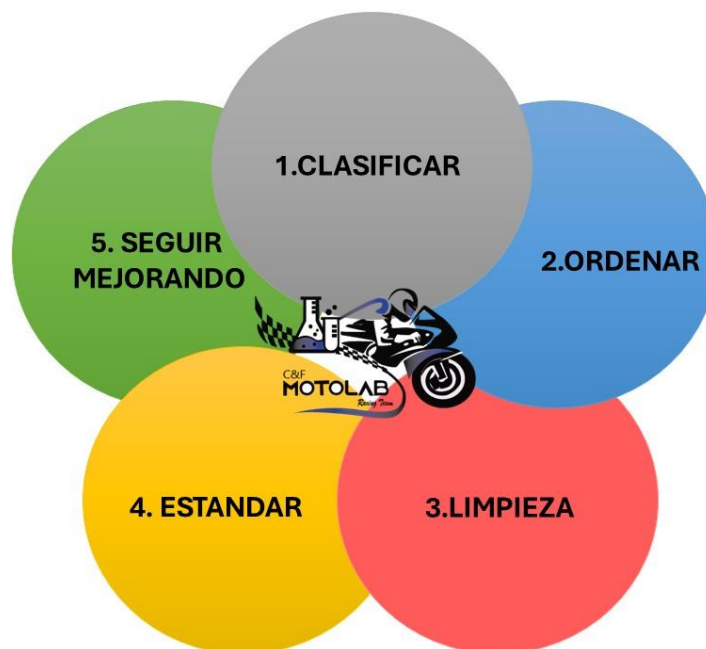 1.CLASIFICAR
2.ORDENAR
3.LIMPIEZA
4. ESTANDAR
5. SEGUIR
MEJORANDO
C&F
MOTOLAB
Racing Team